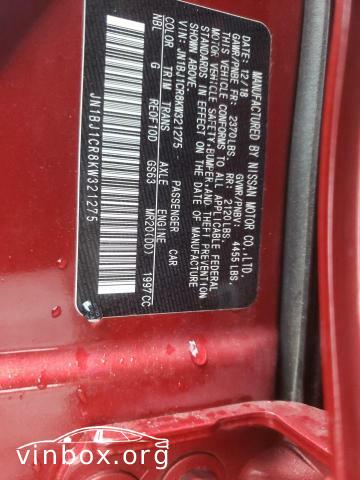 MANUFACTURED BY NISSAN MOTOR CO.,LTD.
12/18 GVWR/PNBV: 4455 LBS.
GAWR/PNBE FR: 2370 LBS. RR: 2120 LBS.
THIS VEHICLE CONFORMS TO ALL APPLICABLE FEDERAL
MOTOR VEHICLE SAFETY,BUMPER,AND THEFT PREVENTION
STANDARDS IN EFFECT ON THE DATE OF MANUFACTURE
SHOWN ABOVE.
VIN: JN1BJ1CR8KW321275 PASSENGER CAR
COLOR TRIM TRANS AXLE ENGINE
NBL G RE0F10D GS63 MR20(DD) 1997CC
JN1BJ1CR8KW321275
vinbox.org